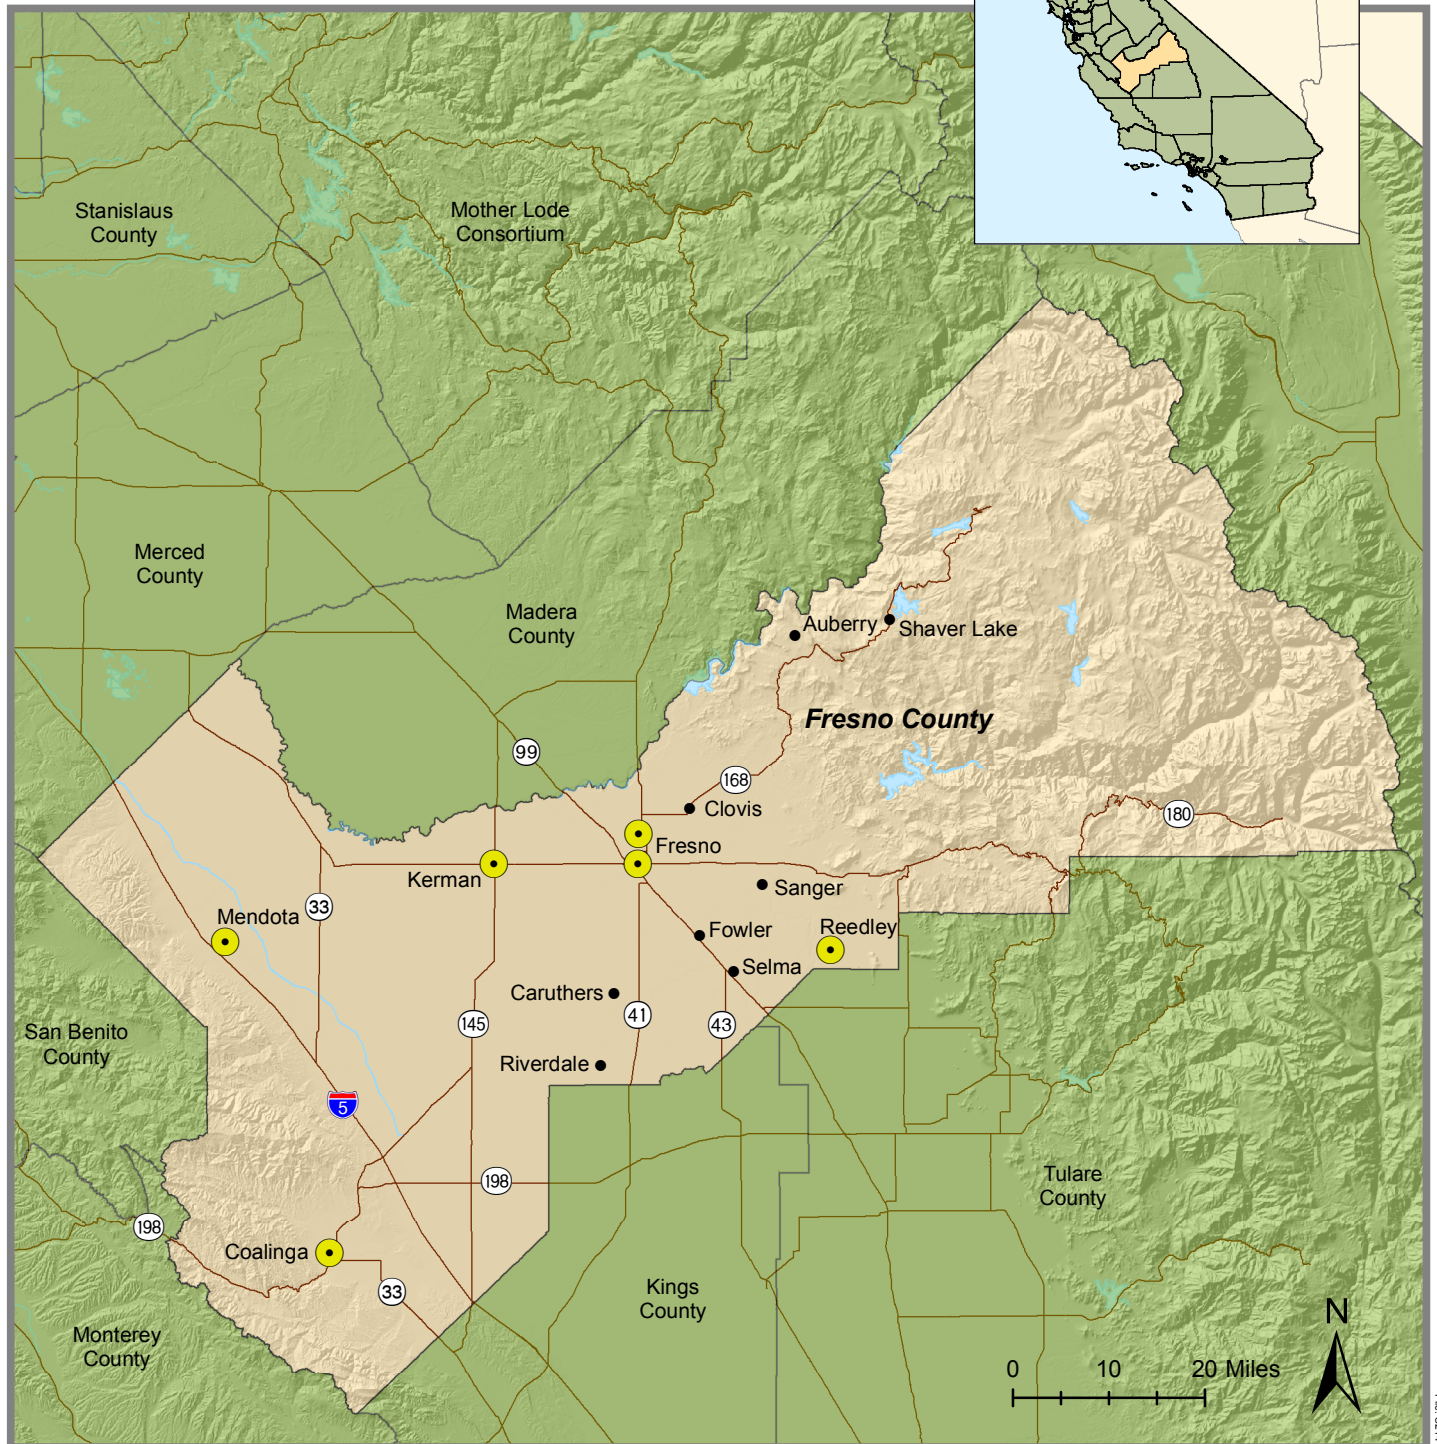 Stanislaus
County
Mother Lode
Consortium
Merced
County
Madera
County
Auberry
Shaver Lake
Fresno County
99
168
Clovis
180
Fresno
Kerman
Sanger
33
Mendota
Reedley
Fowler
Selma
Caruthers
41
43
145
San Benito
County
Riverdale
5
198
Tulare
County
198
Coalinga
33
Kings
County
Monterey
County
N
0 10 20 Miles